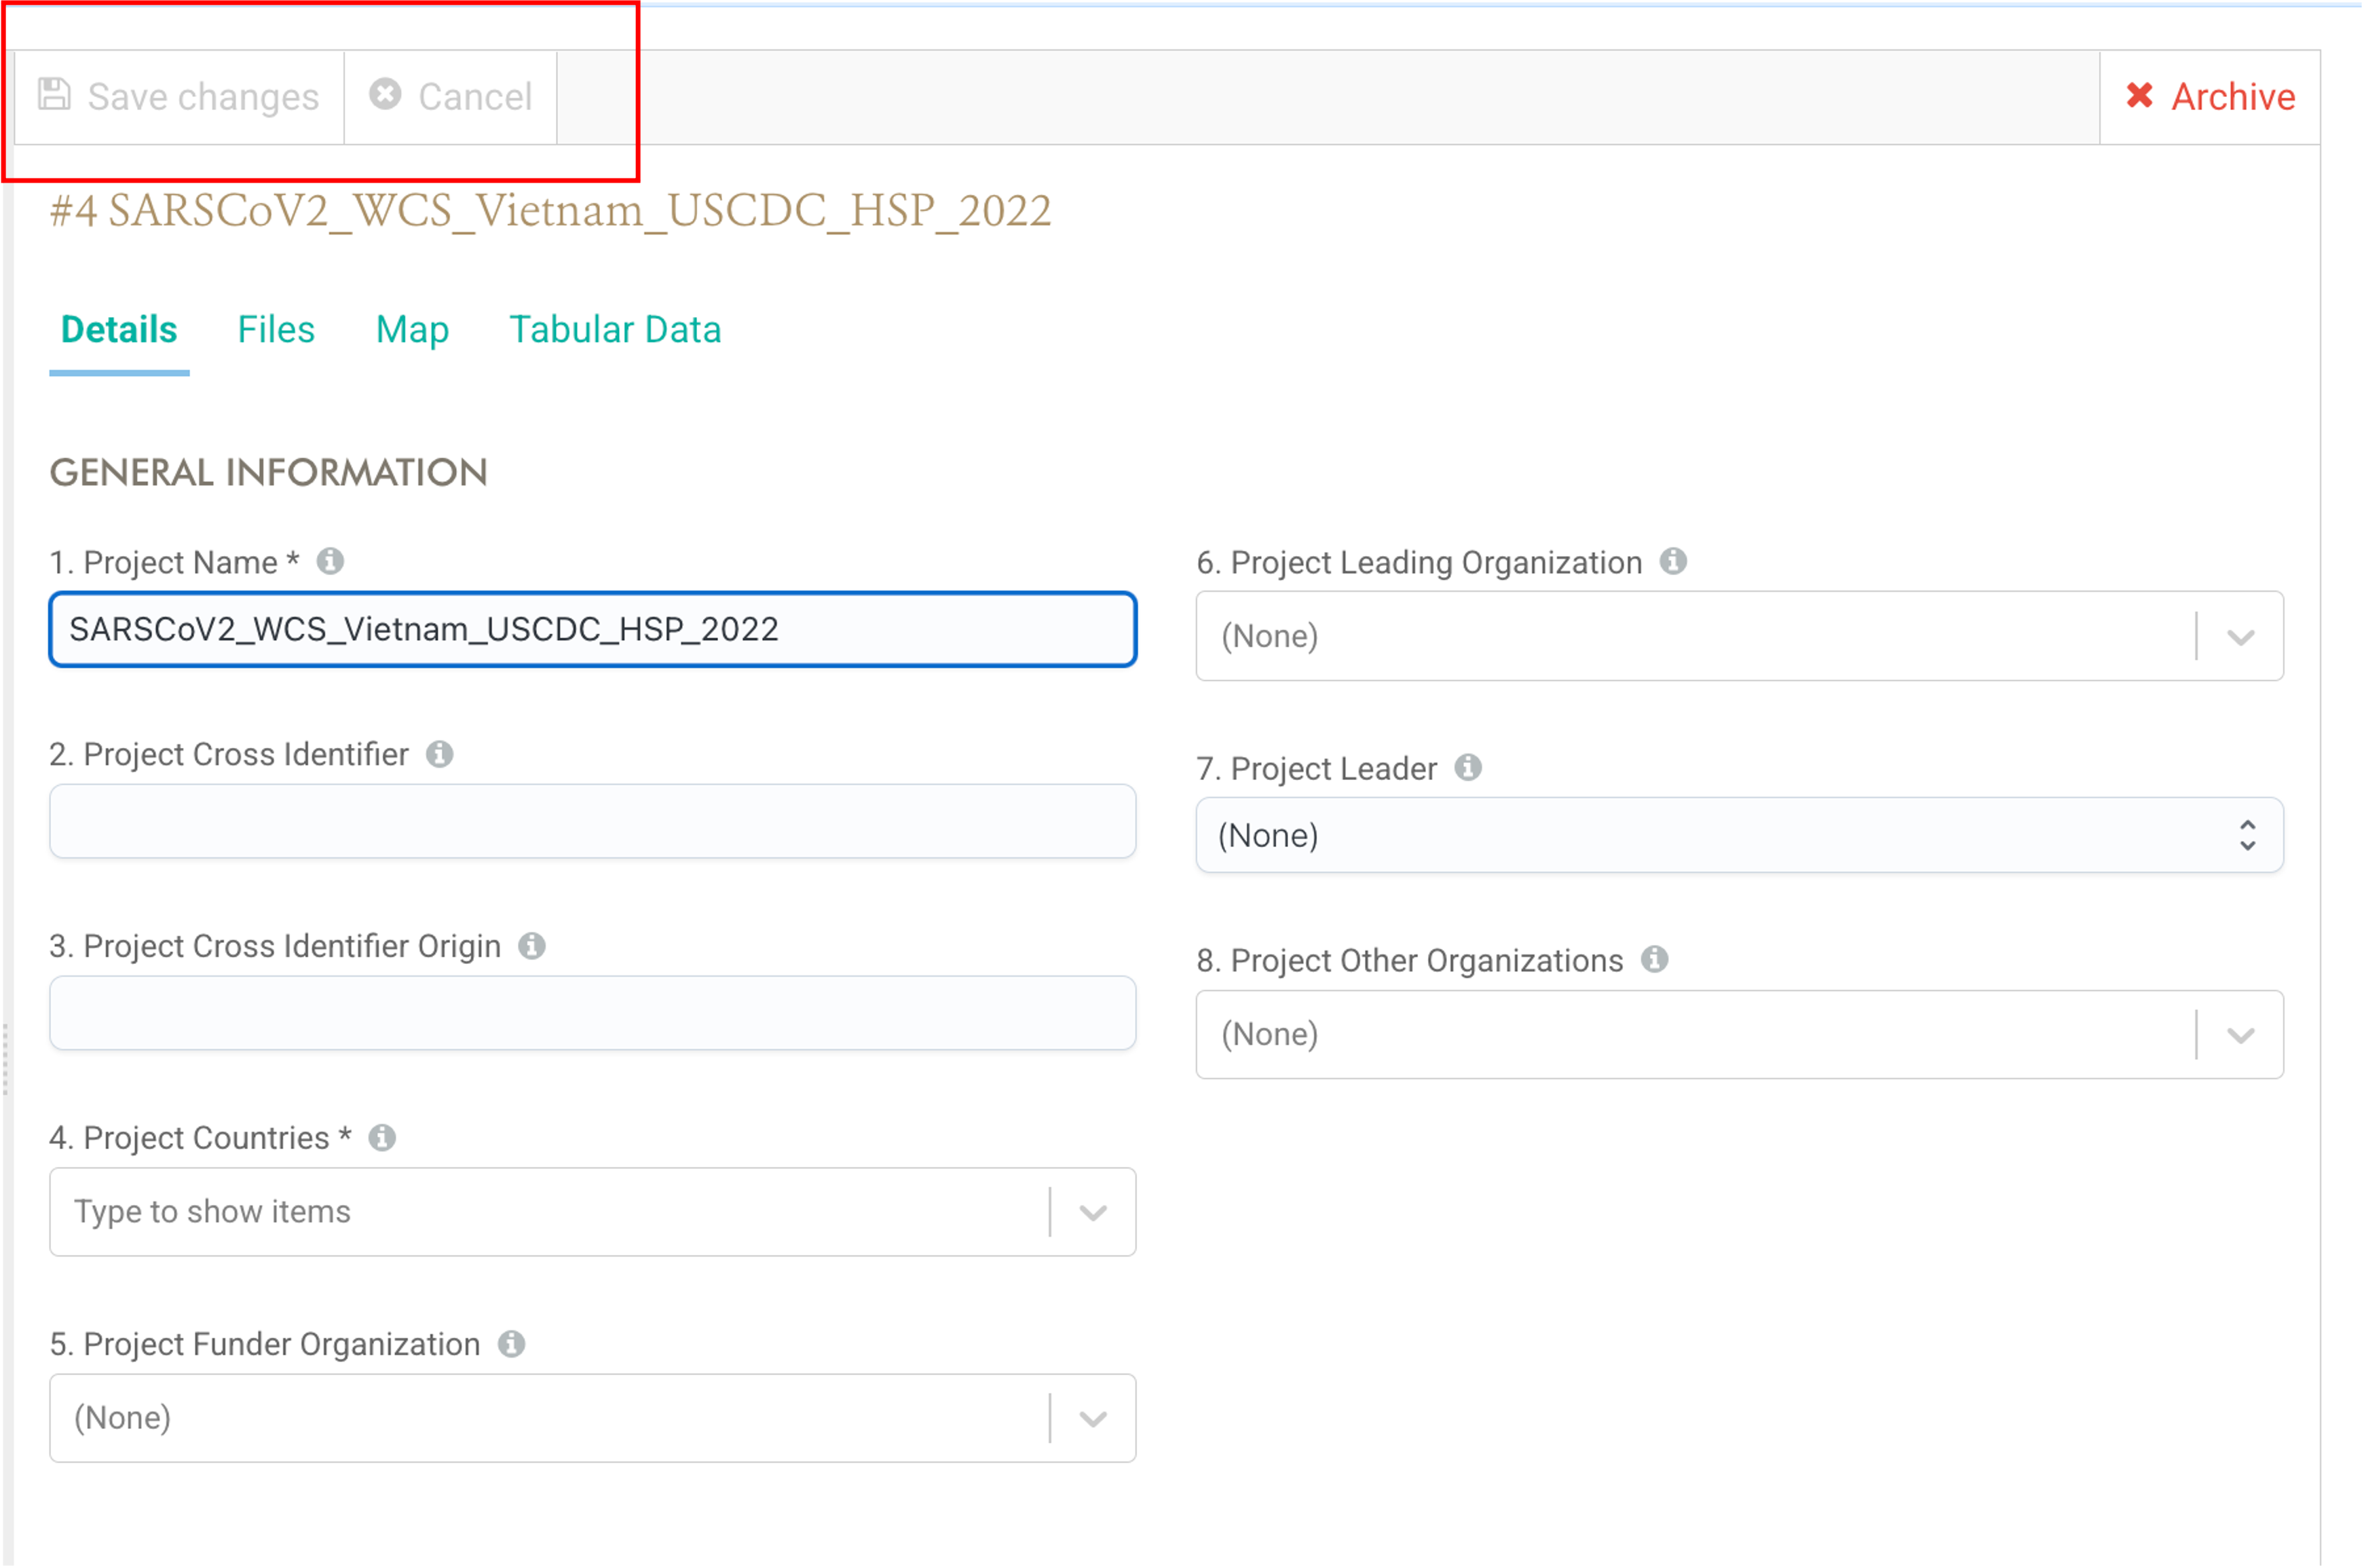 Save changes
Cancel
Archive
#4 SARSCoV2_WCS_Vietnam_USCDC_HSP_2022
Details
Files
Map
Tabular Data
GENERAL INFORMATION
1. Project Name *
SARSCoV2_WCS_Vietnam_USCDC_HSP_2022
2. Project Cross Identifier
3. Project Cross Identifier Origin
4. Project Countries *
Type to show items
5. Project Funder Organization
(None)
6. Project Leading Organization
(None)
7. Project Leader
(None)
8. Project Other Organizations
(None)